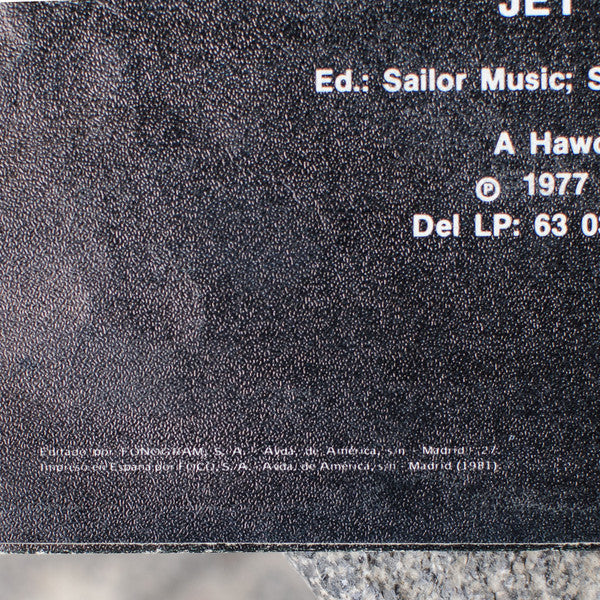 JET
Ed.: Sailor Music; S
A Hawo
Ⓟ 1977
Del LP: 63 03
Editado por FONOGRAM, S. A. - Avda. de América, s/n - Madrid - 27
Impreso en España por FOCO, S. A. - Avda. de América, s/n - Madrid (1981)